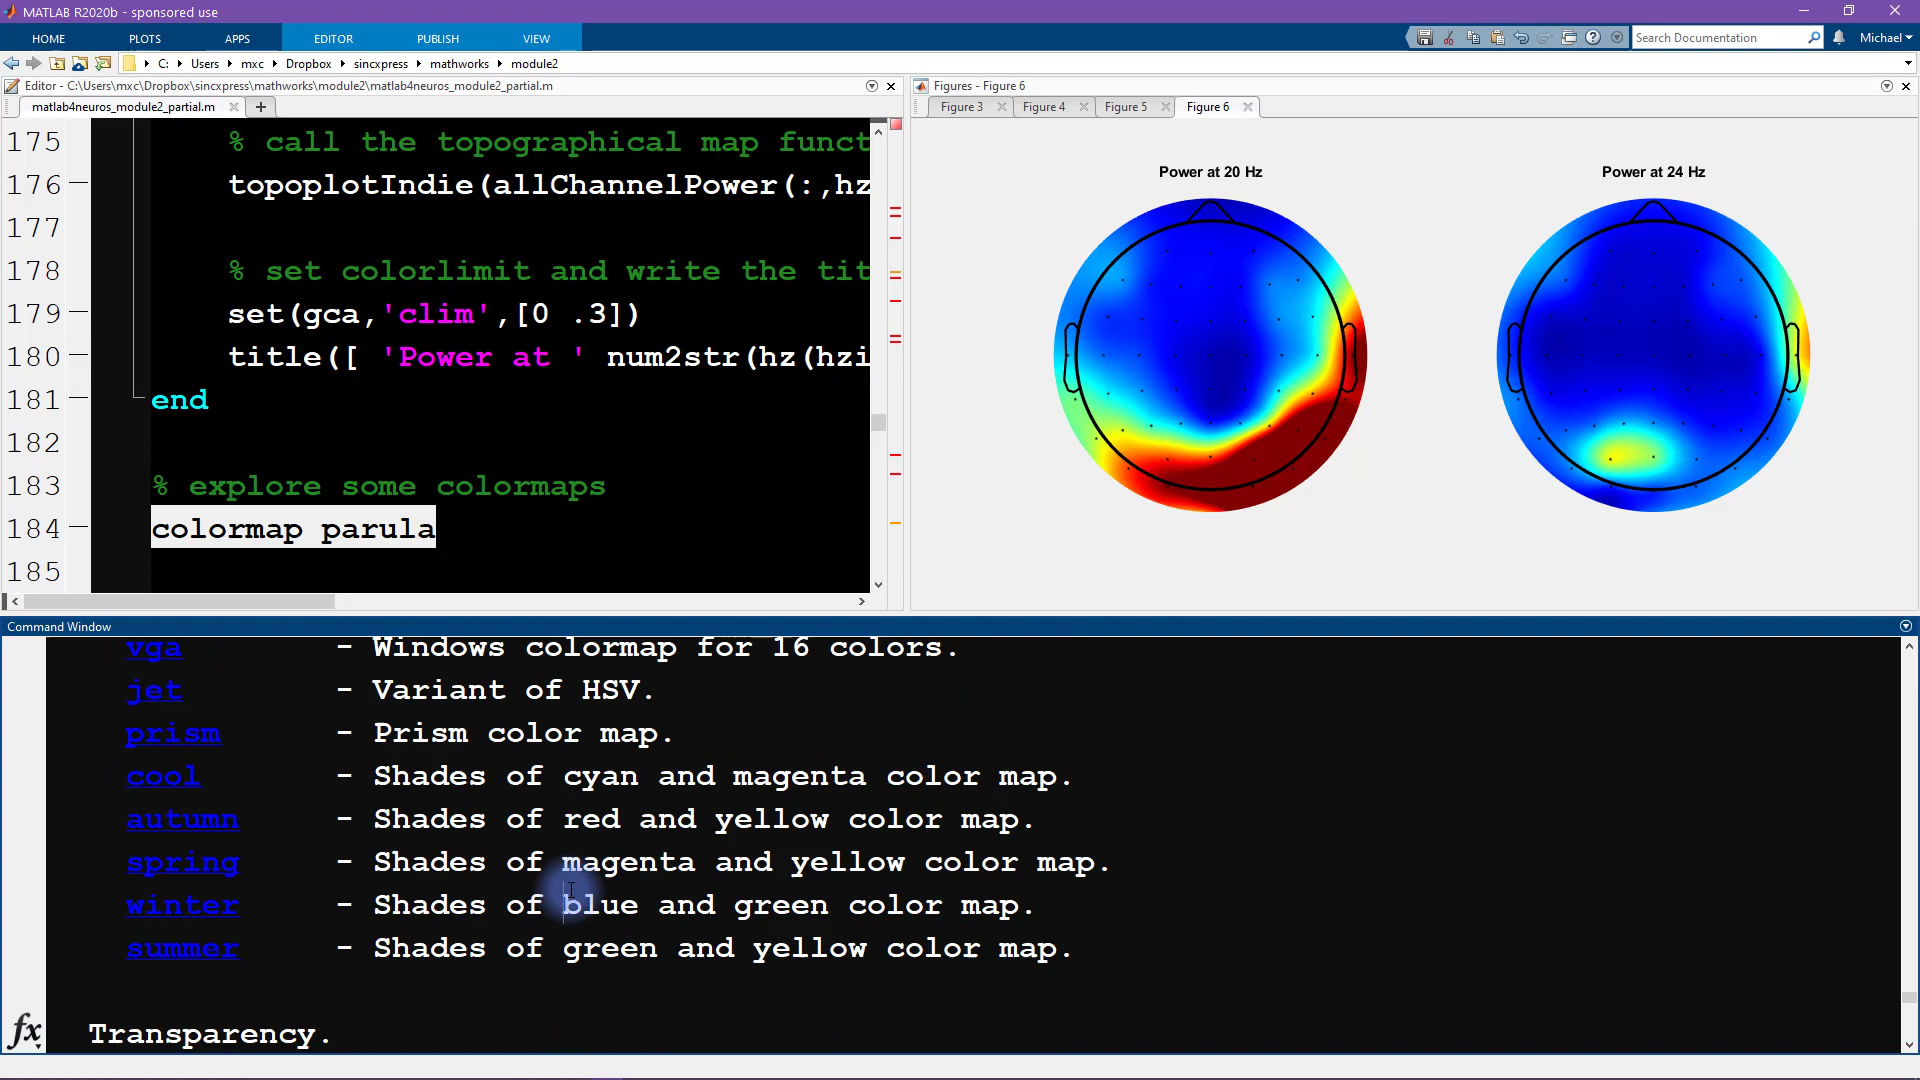 MATLAB R2020b - sponsored use
HOME PLOTS APPS EDITOR PUBLISH VIEW
Search Documentation
Michael
C: Users mxc Dropbox sincxpress mathworks module2
Editor - C:\Users\mxc\Dropbox\sincxpress\mathworks\module2\matlab4neuros_module2_partial.m
matlab4neuros_module2_partial.m
175 % call the topographical map funct
176 topoplotIndie(allChannelPower(:,hz
177
178 % set colorlimit and write the tit
179 set(gca,'clim',[0 .3])
180 title([ 'Power at ' num2str(hz(hzi
181 end
182
183 % explore some colormaps
184 colormap parula
185
Figures - Figure 6
Figure 3 Figure 4 Figure 5 Figure 6
Power at 20 Hz
Power at 24 Hz
Command Window
vga - Windows colormap for 16 colors.
jet - Variant of HSV.
prism - Prism color map.
cool - Shades of cyan and magenta color map.
autumn - Shades of red and yellow color map.
spring - Shades of magenta and yellow color map.
winter - Shades of blue and green color map.
summer - Shades of green and yellow color map.
Transparency.
fx